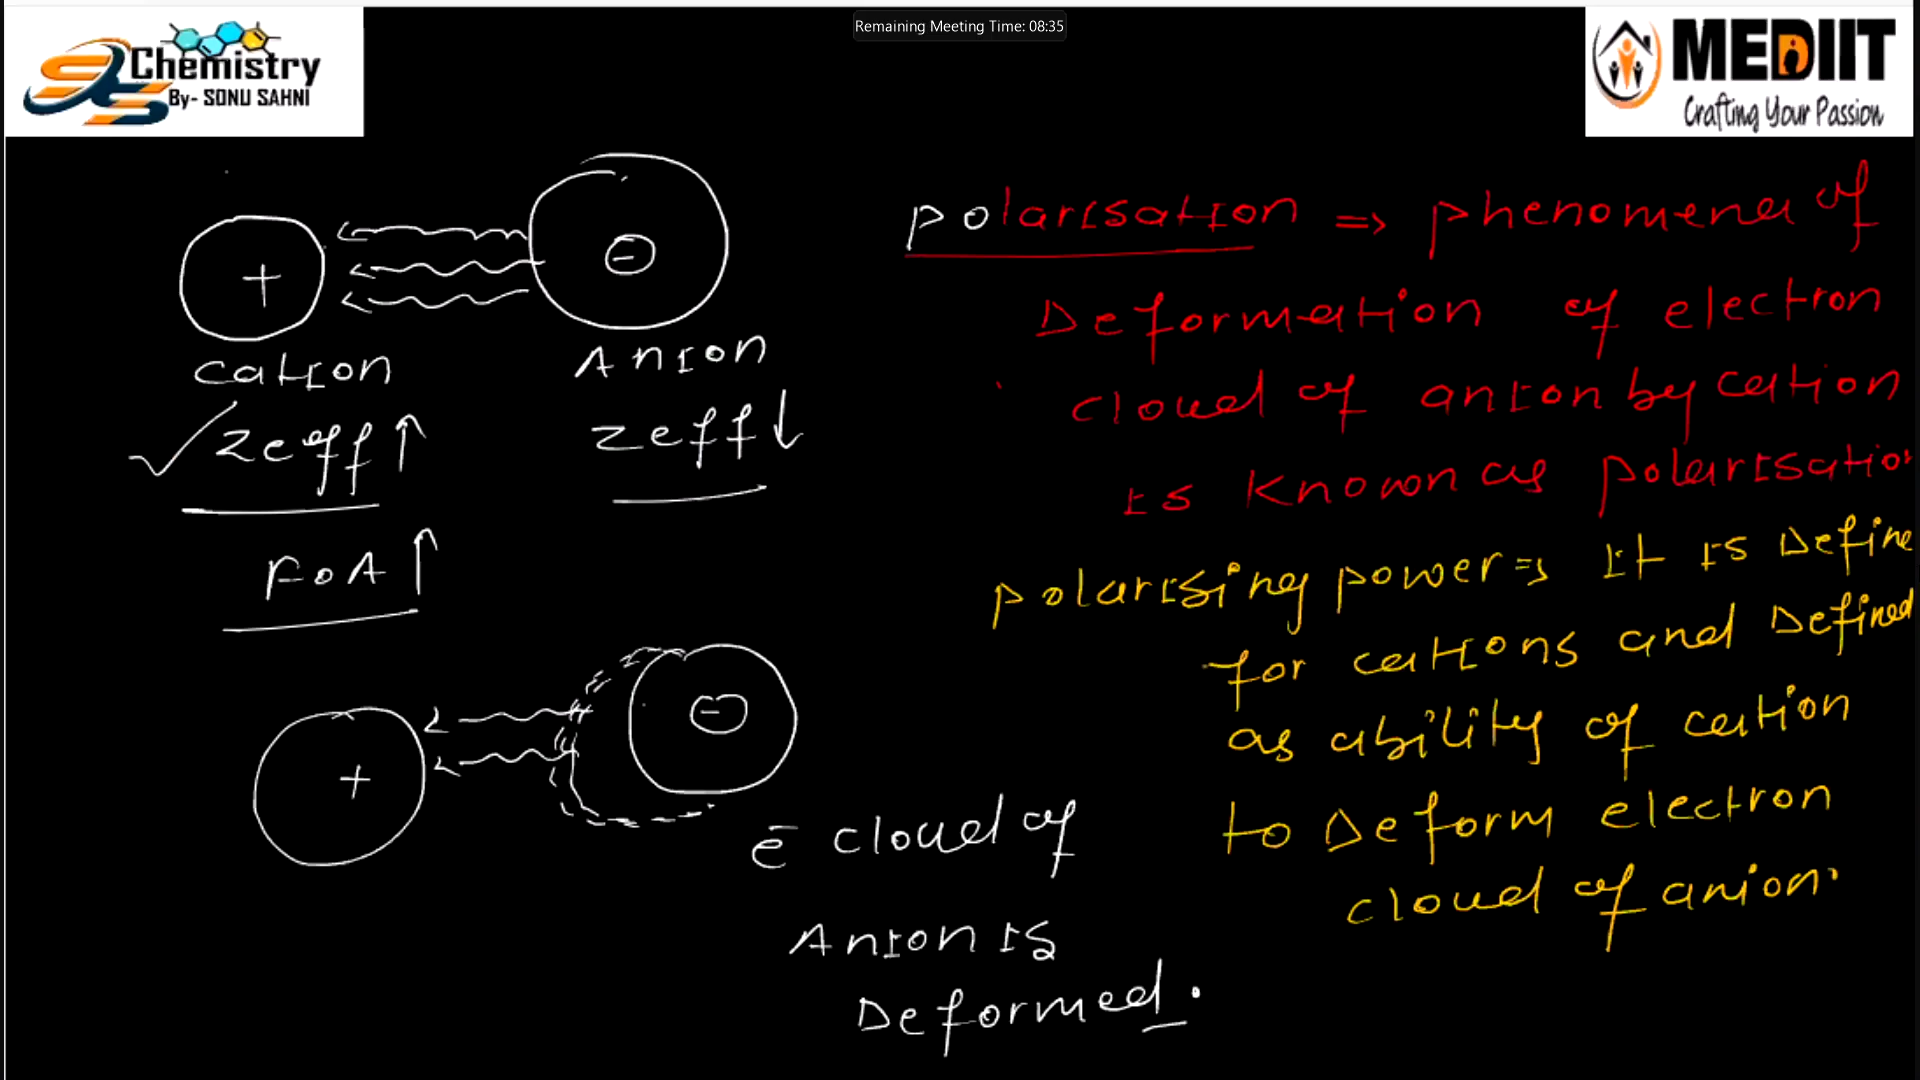 Remaining Meeting Time: 08:35
Chemistry
By- SONU SAHNI
MEDIIT
Crafting Your Passion
+
-
Cation
Anion
✓ Zeff↑
Zeff↓
FOA↑
+
-
e̅ cloud of
Anion is
Deformed.
Polarisation ⇒ phenomena of
Deformation of electron
cloud of anion by cation
is known as polarisation
polarising power ⇒ It is Define
for cations and Defined
as ability of cation
to Deform electron
cloud of anion.